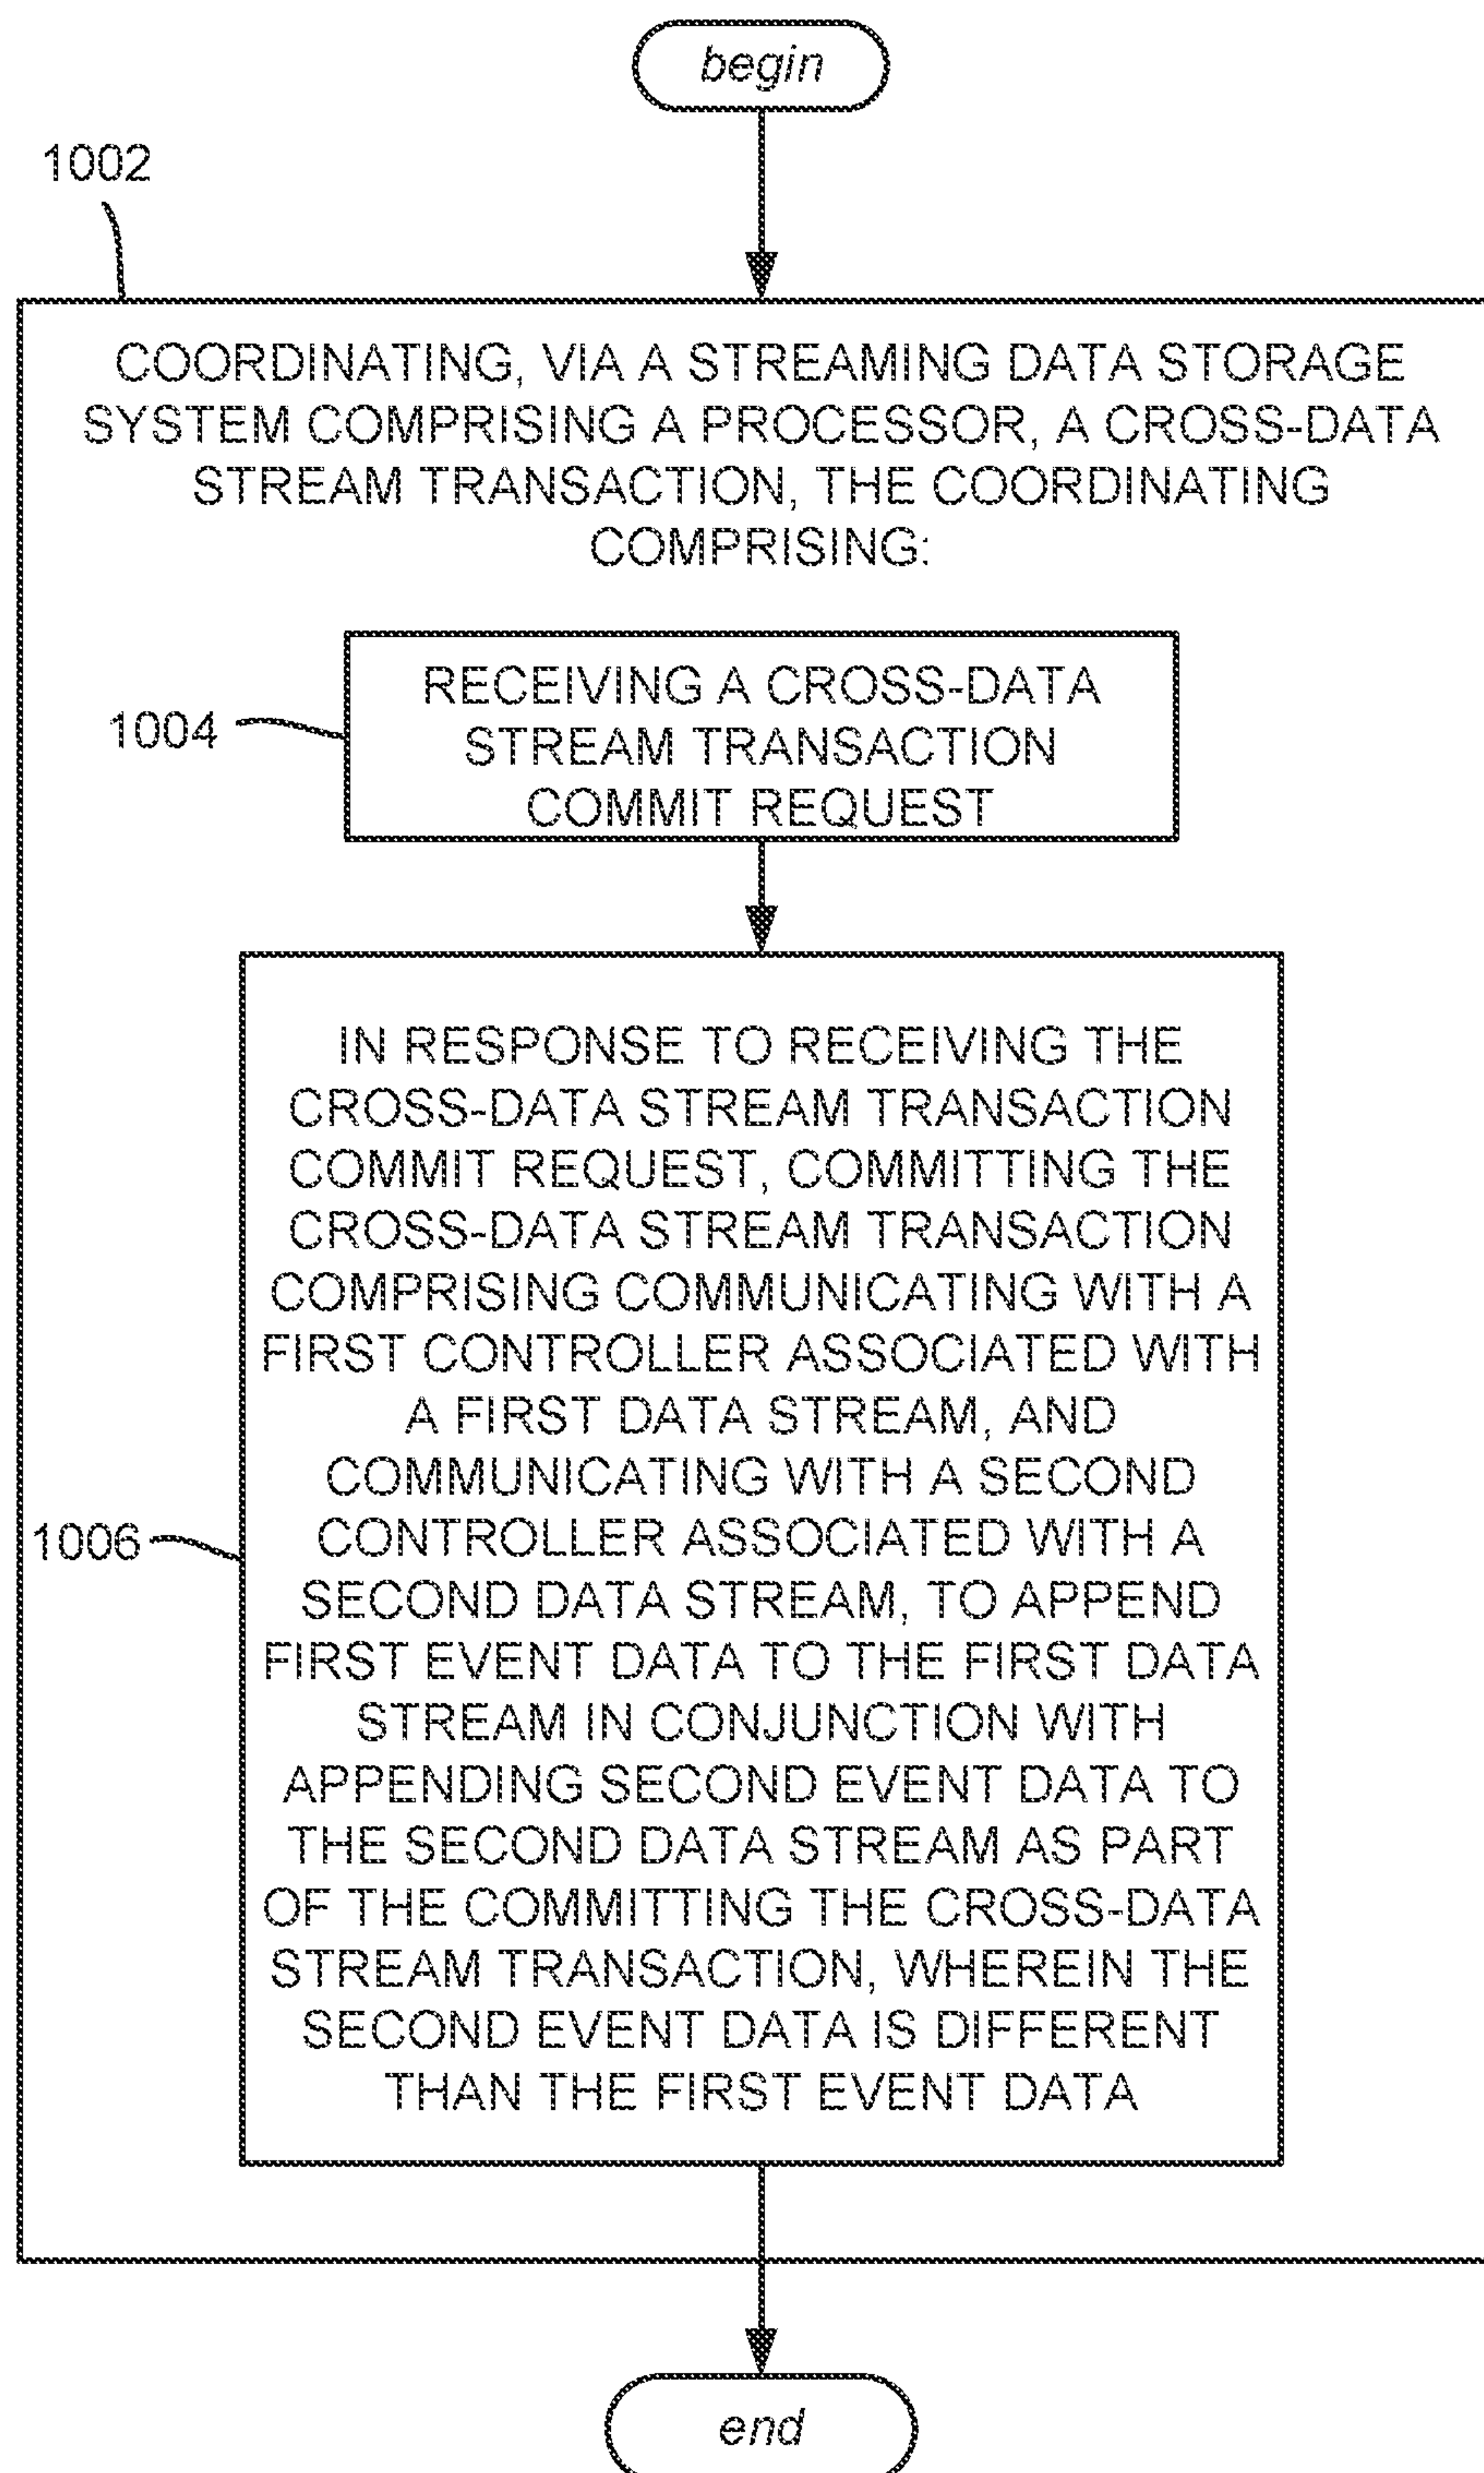 begin
1002
COORDINATING, VIA A STREAMING DATA STORAGE
SYSTEM COMPRISING A PROCESSOR, A CROSS-DATA
STREAM TRANSACTION, THE COORDINATING
COMPRISING:
1004
RECEIVING A CROSS-DATA
STREAM TRANSACTION
COMMIT REQUEST
1006
IN RESPONSE TO RECEIVING THE
CROSS-DATA STREAM TRANSACTION
COMMIT REQUEST, COMMITTING THE
CROSS-DATA STREAM TRANSACTION
COMPRISING COMMUNICATING WITH A
FIRST CONTROLLER ASSOCIATED WITH
A FIRST DATA STREAM, AND
COMMUNICATING WITH A SECOND
CONTROLLER ASSOCIATED WITH A
SECOND DATA STREAM, TO APPEND
FIRST EVENT DATA TO THE FIRST DATA
STREAM IN CONJUNCTION WITH
APPENDING SECOND EVENT DATA TO
THE SECOND DATA STREAM AS PART
OF THE COMMITTING THE CROSS-DATA
STREAM TRANSACTION, WHEREIN THE
SECOND EVENT DATA IS DIFFERENT
THAN THE FIRST EVENT DATA
end